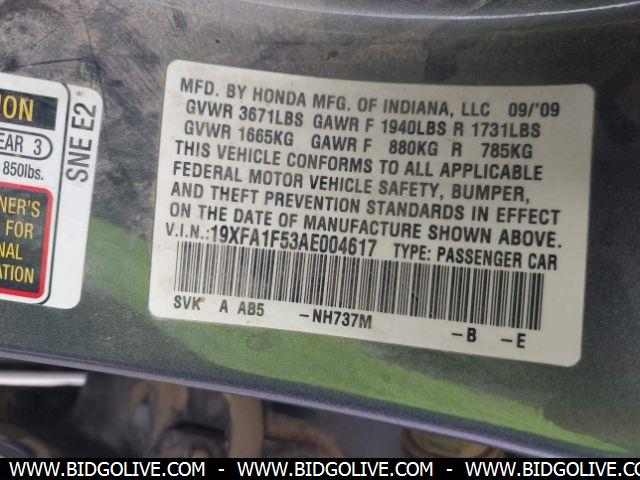 ION
EAR 3
850lbs.
NER'S
FOR
NAL
ATION
SNE E2
MFD. BY HONDA MFG. OF INDIANA, LLC 09/'09
GVWR 3671LBS GAWR F 1940LBS R 1731LBS
GVWR 1665KG GAWR F 880KG R 785KG
THIS VEHICLE CONFORMS TO ALL APPLICABLE
FEDERAL MOTOR VEHICLE SAFETY, BUMPER,
AND THEFT PREVENTION STANDARDS IN EFFECT
ON THE DATE OF MANUFACTURE SHOWN ABOVE.
V.I.N.:19XFA1F53AE004617 TYPE: PASSENGER CAR
SVK A AB5 -NH737M -B -E
WWW.BIDGOLIVE.COM - WWW.BIDGOLIVE.COM - WWW.BIDGOLIVE.COM